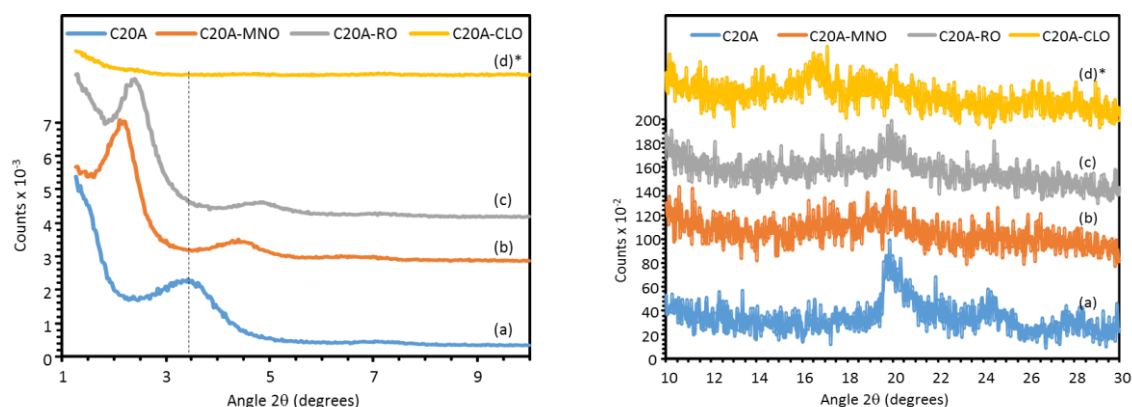 C20A C20A-MNO C20A-RO C20A-CLO
(d)*
(c)
(b)
(a)
7
6
5
4
3
2
1
0
Counts x 10-3
1 3 5 7 9
Angle 2θ (degrees)
C20A C20A-MNO C20A-RO C20A-CLO
(d)*
(c)
(b)
(a)
200
180
160
140
120
100
80
60
40
20
0
Counts x 10-2
10 12 14 16 18 20 22 24 26 28 30
Angle 2θ (degrees)